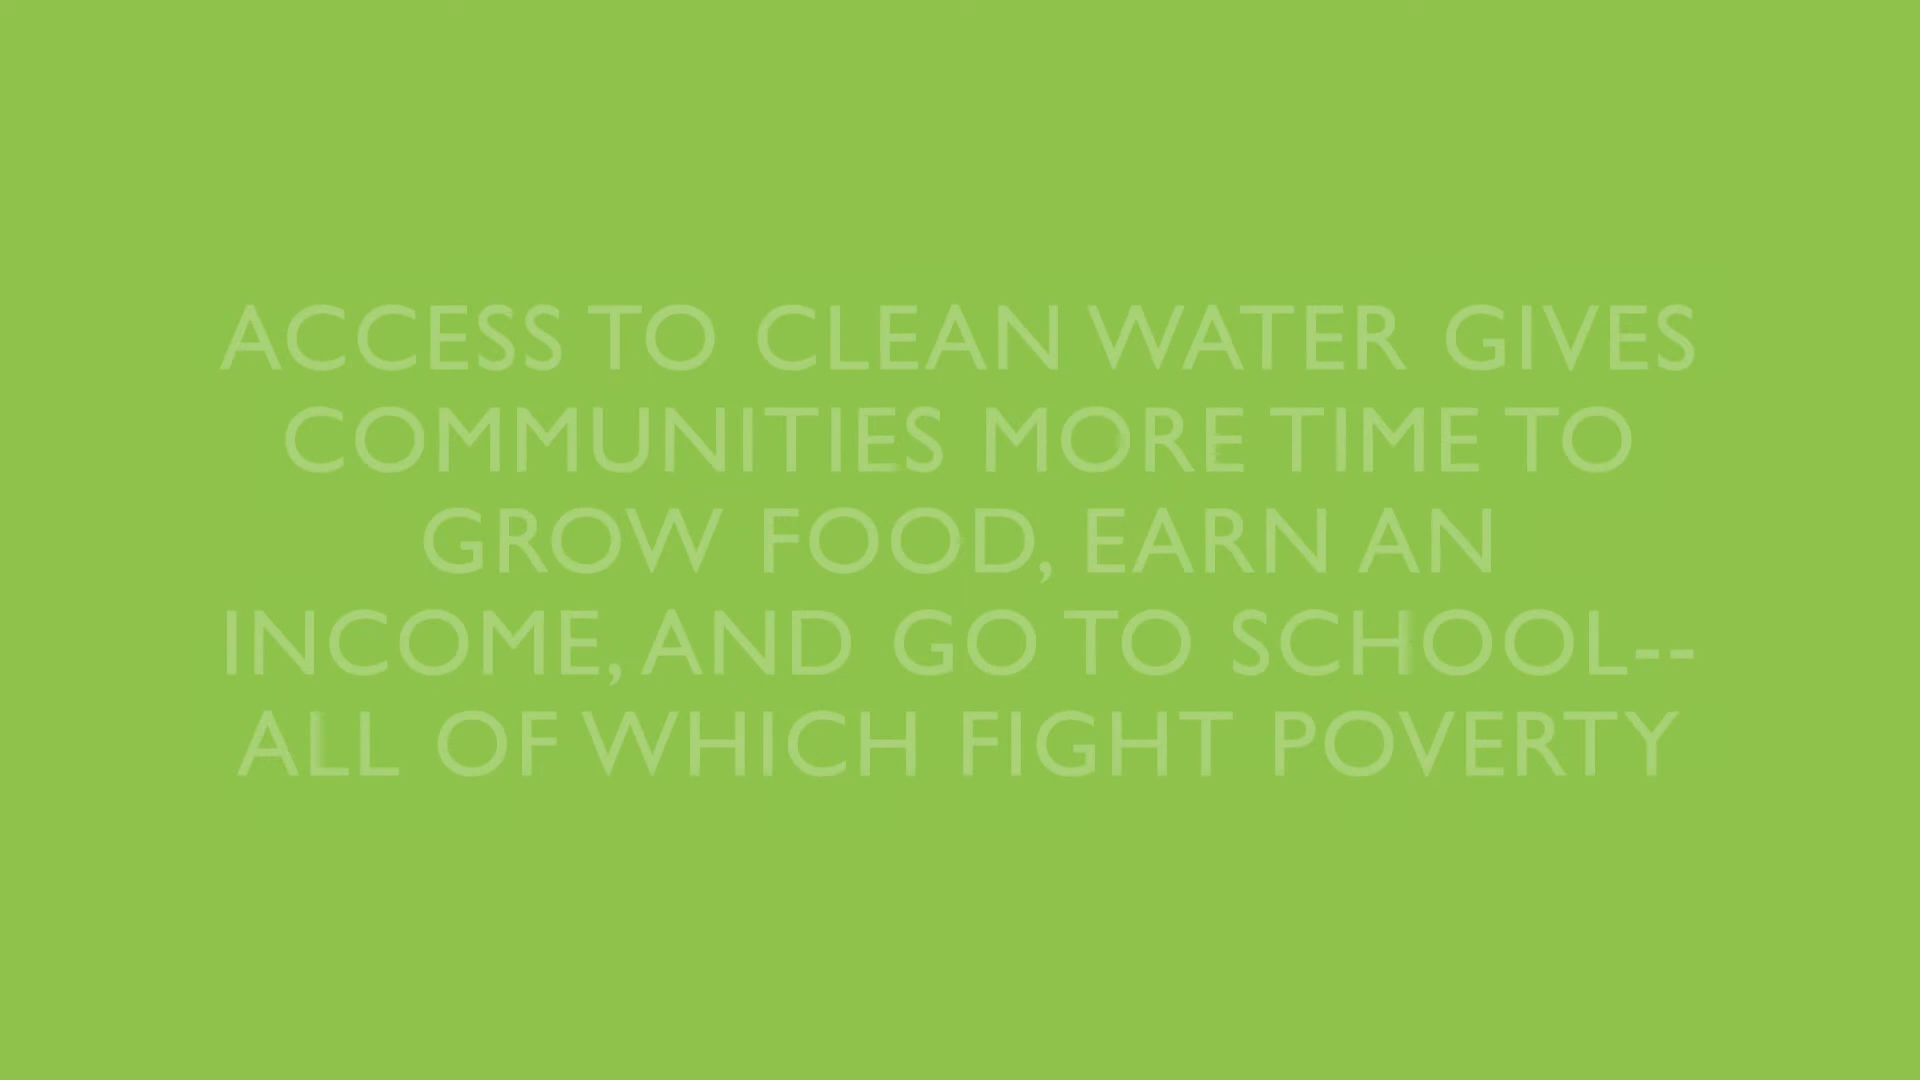 ACCESS TO CLEAN WATER GIVES
COMMUNITIES MORE TIME TO
GROW FOOD, EARN AN
INCOME, AND GO TO SCHOOL--
ALL OF WHICH FIGHT POVERTY